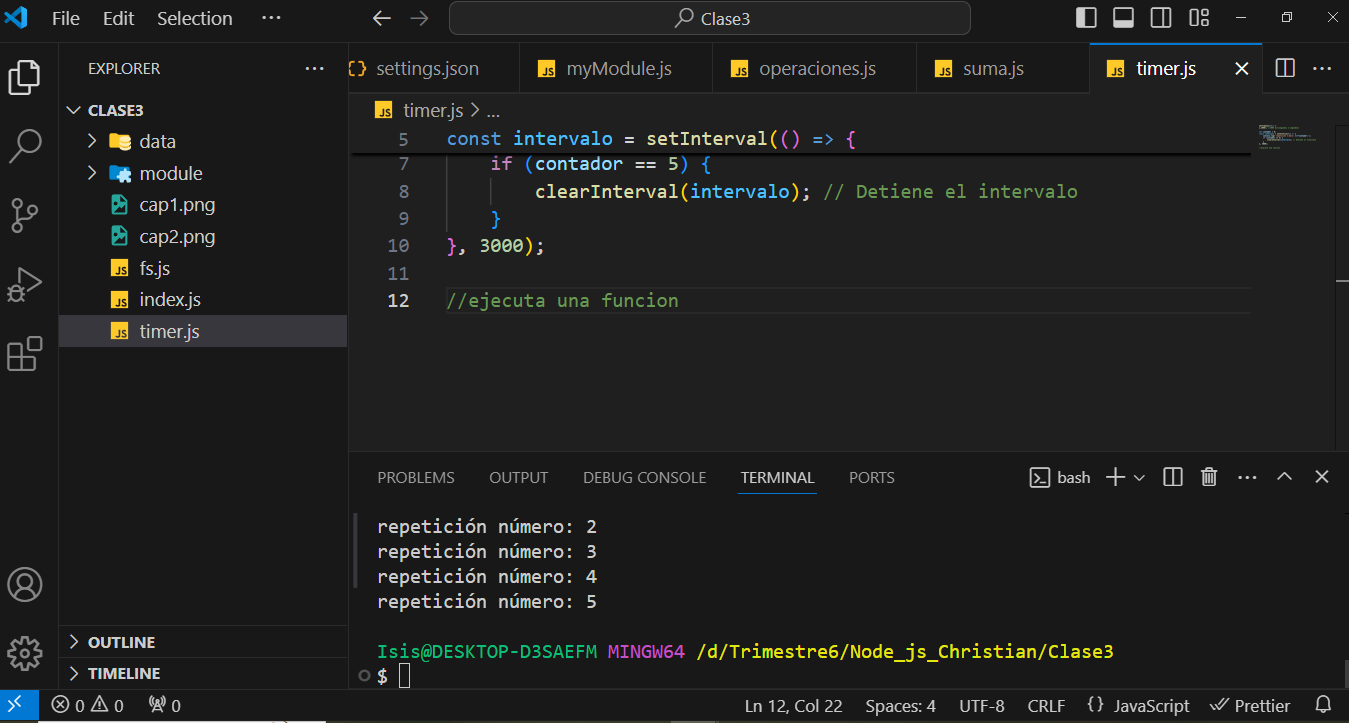 File Edit Selection ··· Clase3
EXPLORER ···
settings.json myModule.js operaciones.js suma.js timer.js ···
CLASE3
data
module
cap1.png
cap2.png
fs.js
index.js
timer.js
OUTLINE
TIMELINE
timer.js > ...
5 const intervalo = setInterval(() => {
7 if (contador == 5) {
8 clearInterval(intervalo); // Detiene el intervalo
9 }
10 }, 3000);
11
12 //ejecuta una funcion
PROBLEMS OUTPUT DEBUG CONSOLE TERMINAL PORTS bash ···
repetición número: 2
repetición número: 3
repetición número: 4
repetición número: 5
Isis@DESKTOP-D3SAEFM MINGW64 /d/Trimestre6/Node_js_Christian/Clase3
$
0 0 0 Ln 12, Col 22 Spaces: 4 UTF-8 CRLF {} JavaScript Prettier